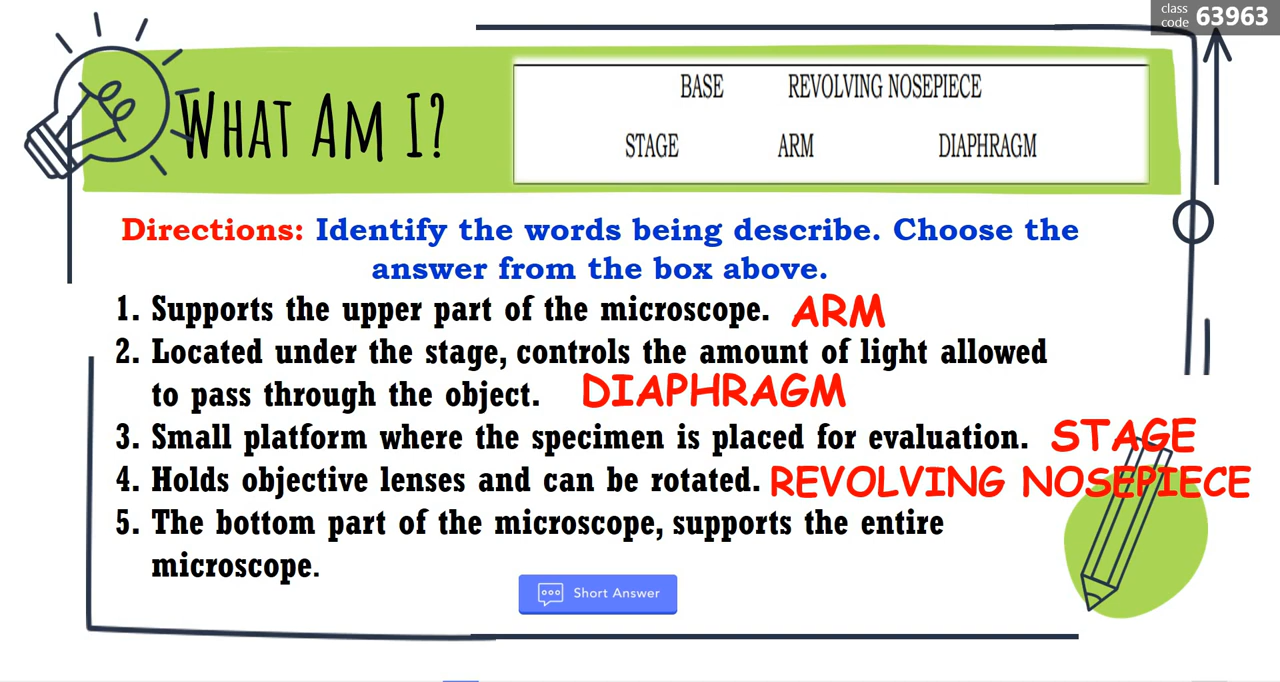 class code 63963
What Am I?
BASE REVOLVING NOSEPIECE
STAGE ARM DIAPHRAGM
Directions: Identify the words being describe. Choose the
answer from the box above.
1. Supports the upper part of the microscope. ARM
2. Located under the stage, controls the amount of light allowed
to pass through the object. DIAPHRAGM
3. Small platform where the specimen is placed for evaluation. STAGE
4. Holds objective lenses and can be rotated. REVOLVING NOSEPIECE
5. The bottom part of the microscope, supports the entire
microscope.
Short Answer